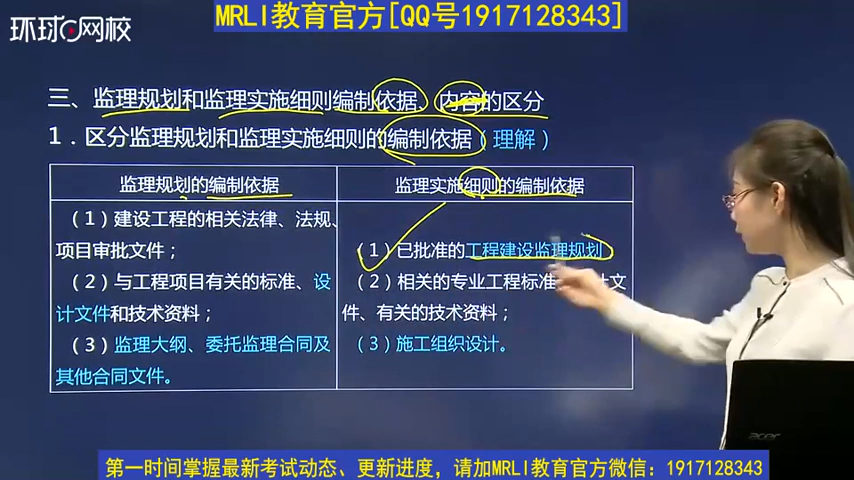 MRLI教育官方[QQ号1917128343]
环球网校
三、监理规划和监理实施细则编制依据、内容的区分
1．区分监理规划和监理实施细则的编制依据（理解）
监理规划的编制依据
监理实施细则的编制依据
（1）建设工程的相关法律、法规、
项目审批文件；
（2）与工程项目有关的标准、设
计文件和技术资料；
（3）监理大纲、委托监理合同及
其他合同文件。
（1）已批准的工程建设监理规划
（2）相关的专业工程标准 计文
件、有关的技术资料；
（3）施工组织设计。
acer
第一时间掌握最新考试动态、更新进度，请加MRLI教育官方微信：1917128343